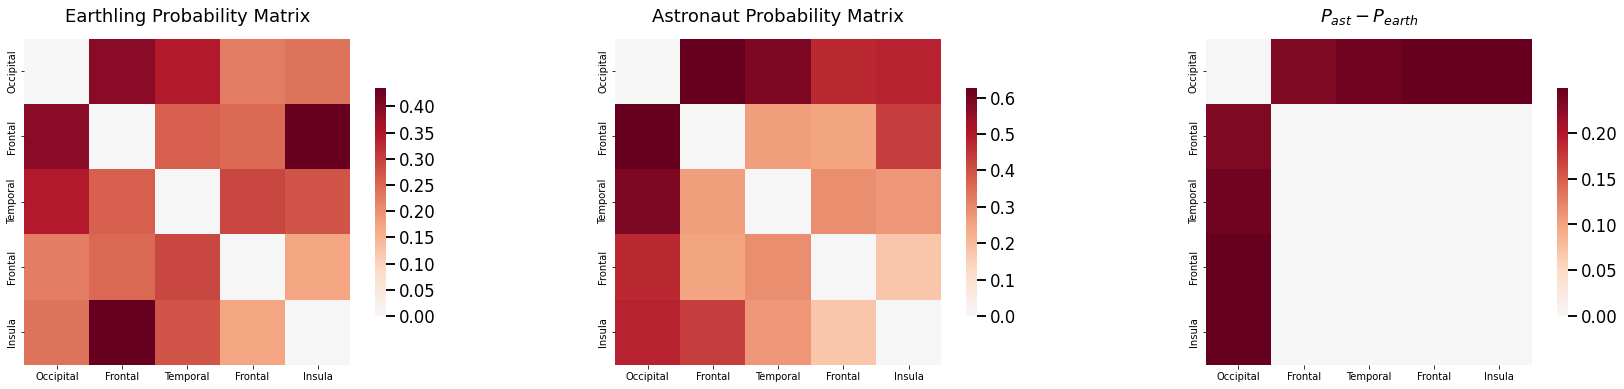 Earthling Probability Matrix
Occipital
Frontal
Temporal
Frontal
Insula
Occipital Frontal Temporal Frontal Insula
0.40
0.35
0.30
0.25
0.20
0.15
0.10
0.05
0.00
Astronaut Probability Matrix
Occipital
Frontal
Temporal
Frontal
Insula
Occipital Frontal Temporal Frontal Insula
0.6
0.5
0.4
0.3
0.2
0.1
0.0
P_ast − P_earth
Occipital
Frontal
Temporal
Frontal
Insula
Occipital Frontal Temporal Frontal Insula
0.20
0.15
0.10
0.05
0.00